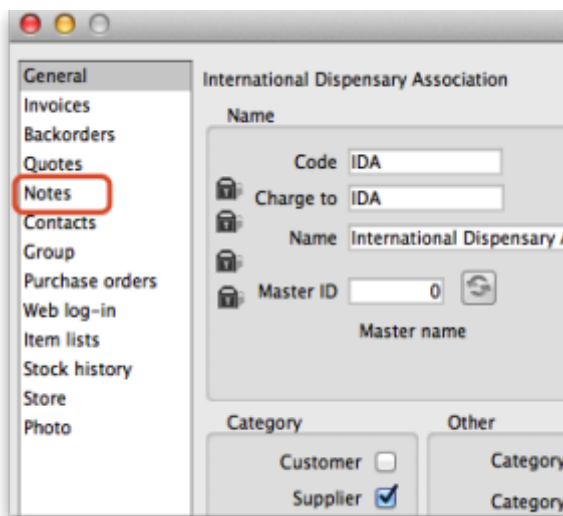 General
Invoices
Backorders
Quotes
Notes
Contacts
Group
Purchase orders
Web log-in
Item lists
Stock history
Store
Photo
International Dispensary Association
Name
Code IDA
Charge to IDA
Name International Dispensary
Master ID 0
Master name
Category
Customer
Supplier
Other
Category
Category